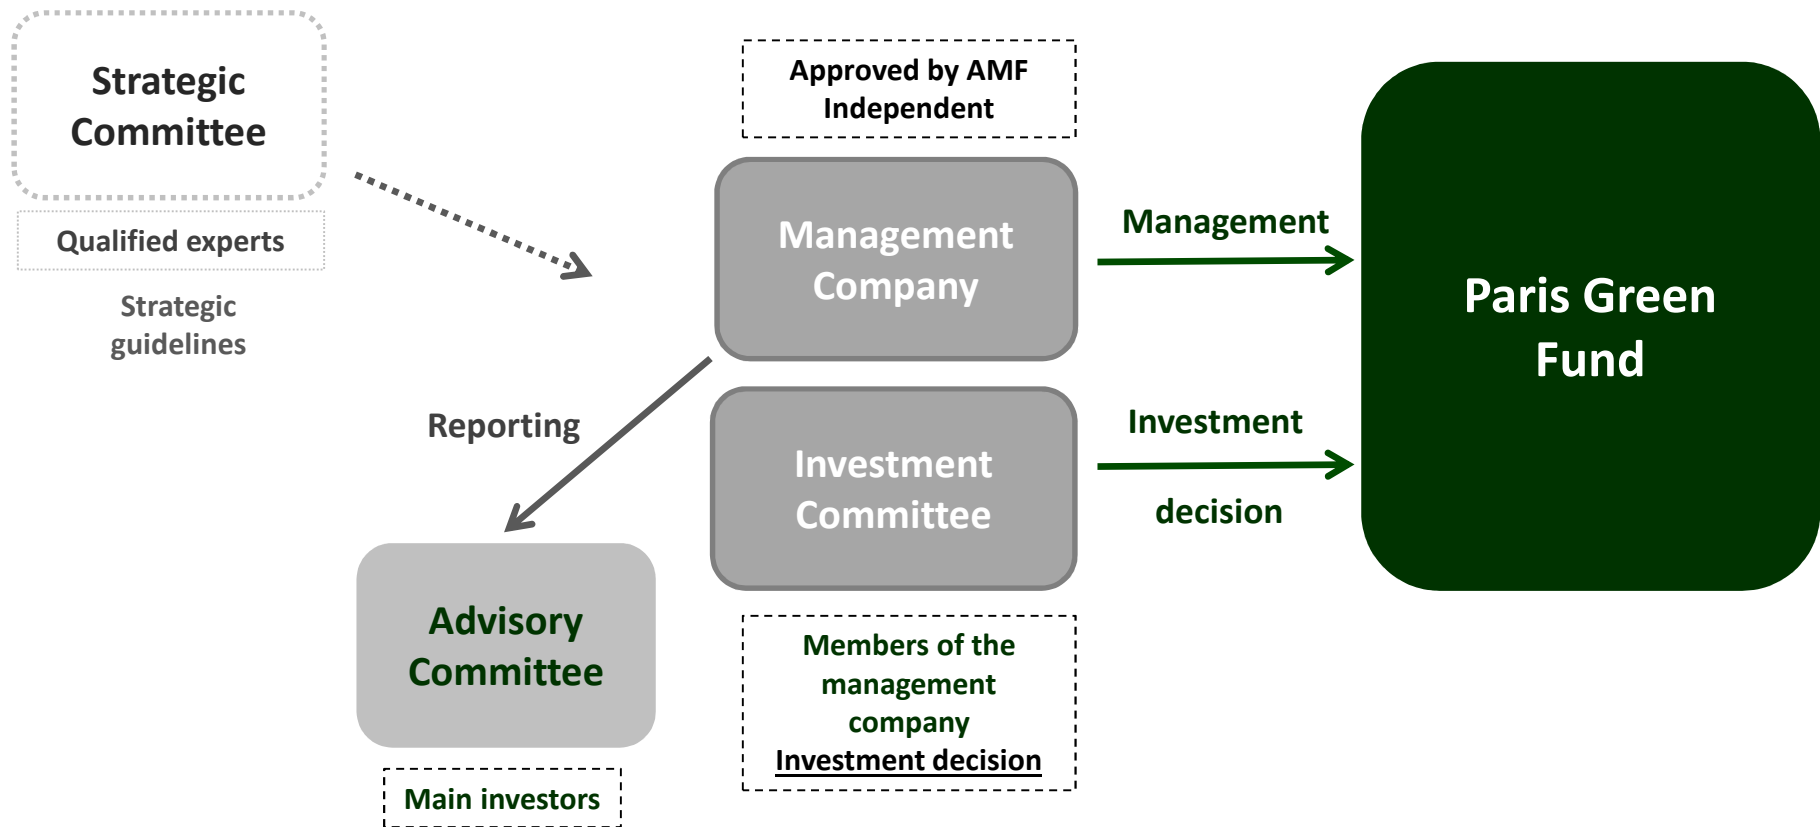 Strategic
Committee
Qualified experts
Strategic
guidelines
Approved by AMF
Independent
Management
Company
Management
Paris Green
Fund
Reporting
Investment
Committee
Investment
decision
Advisory
Committee
Main investors
Members of the
management
company
Investment decision